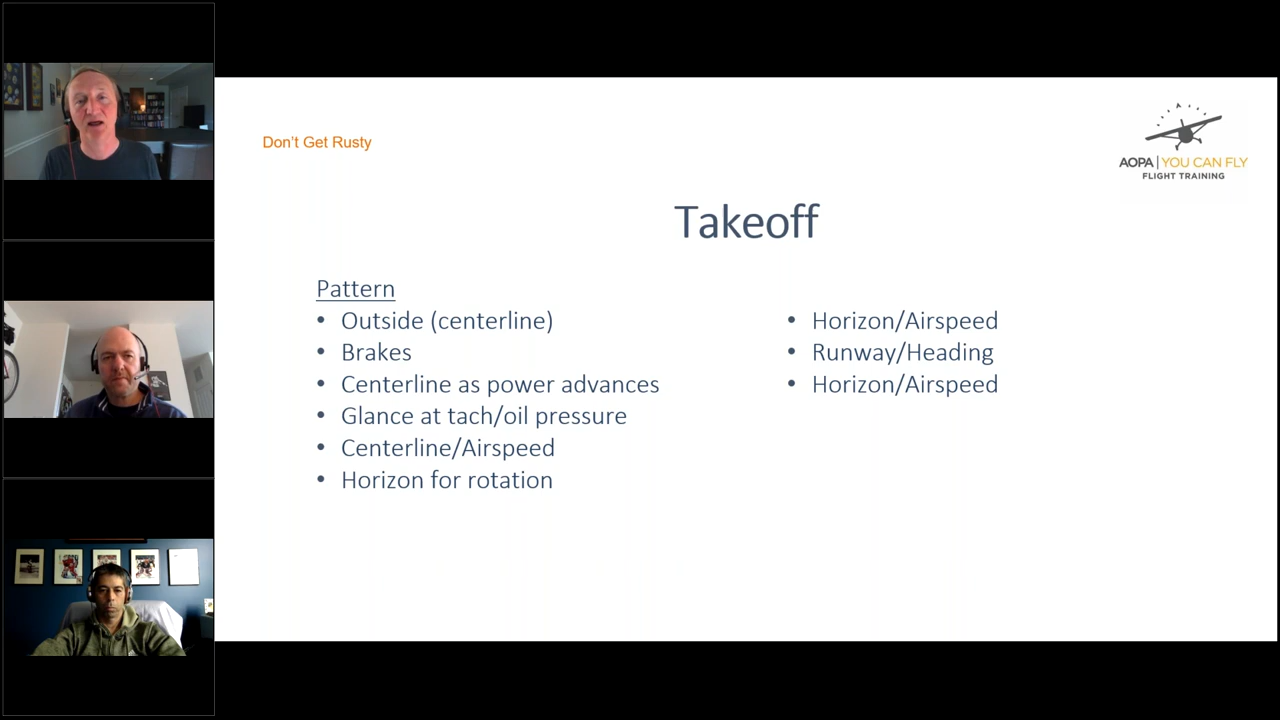 Don't Get Rusty
AOPA | YOU CAN FLY
FLIGHT TRAINING
Takeoff
Pattern
• Outside (centerline)
• Brakes
• Centerline as power advances
• Glance at tach/oil pressure
• Centerline/Airspeed
• Horizon for rotation
• Horizon/Airspeed
• Runway/Heading
• Horizon/Airspeed